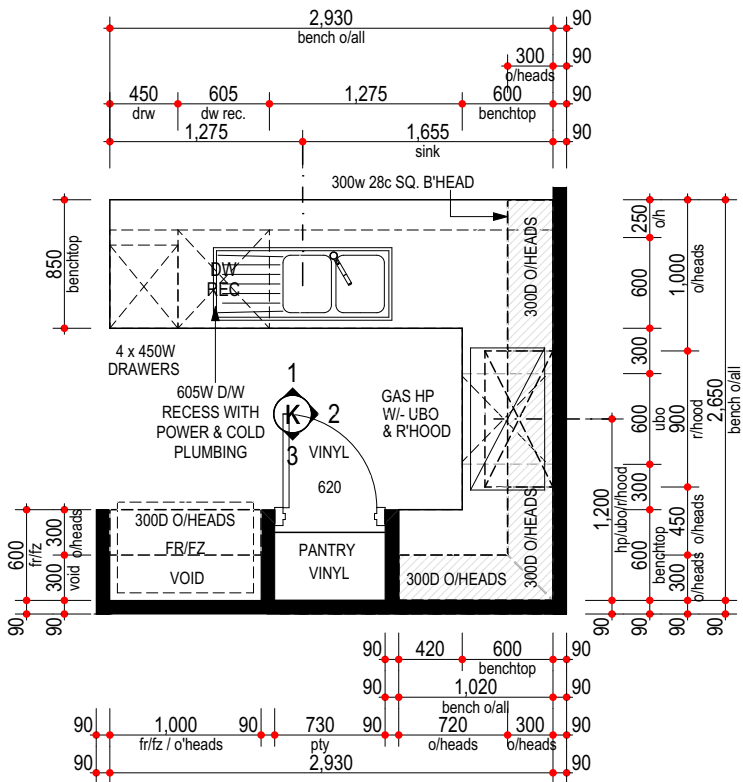 2,930
90
bench o/all
300
90
o/heads
450
605
1,275
600
90
drw
dw rec.
benchtop
1,275
1,655
90
sink
300w 28c SQ. B'HEAD
850
benchtop
DW
REC
300D O/HEADS
4 x 450W
DRAWERS
605W D/W
RECESS WITH
POWER & COLD
PLUMBING
1
K
2
3
VINYL
620
GAS HP
W/- UBO
& R'HOOD
300D O/HEADS
FR/FZ
VOID
PANTRY
VINYL
300D O/HEADS
300D O/HEADS
600
fr/fz
90
300
o/heads
300
void
90
1,200
hp/ubo/r/hood
90
250
o/h
600
300
600
ubo
300
600
benchtop
90
1,000
o/heads
900
r/hood
450
o/heads
300
o/heads
90
2,650
bench o/all
90
90
420
600
90
benchtop
90
1,020
90
bench o/all
90
1,000
90
730
90
720
300
90
fr/fz / o'heads
pty
o/heads
o/heads
2,930
90